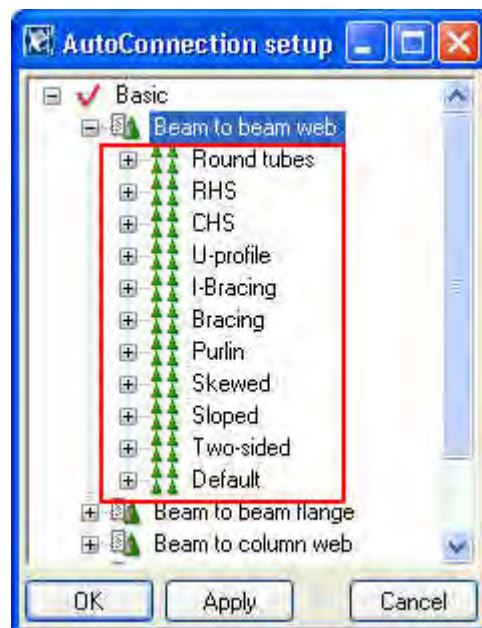 AutoConnection setup
Basic
Beam to beam web
Round tubes
RHS
CHS
U-profile
I-Bracing
Bracing
Purlin
Skewed
Sloped
Two-sided
Default
Beam to beam flange
Beam to column web
OK Apply Cancel